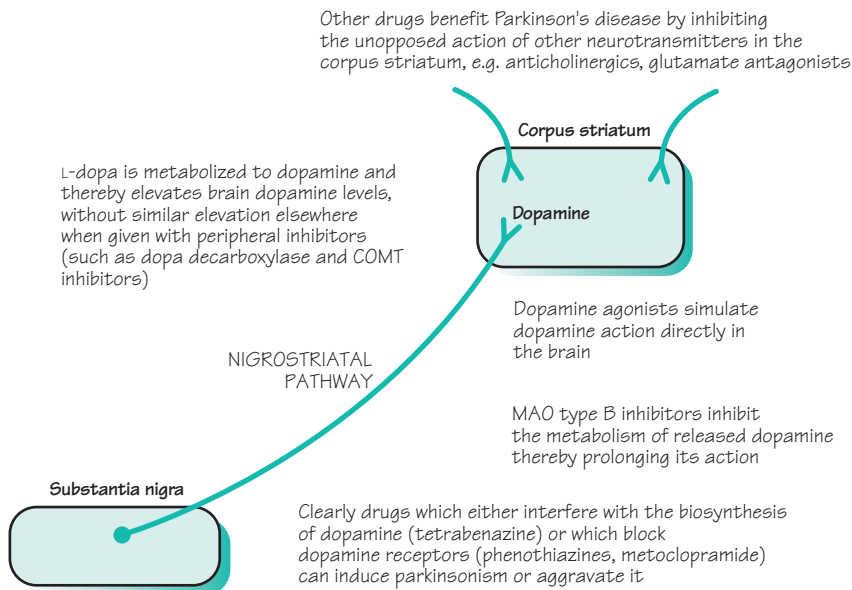 Other drugs benefit Parkinson's disease by inhibiting
the unopposed action of other neurotransmitters in the
corpus striatum, e.g. anticholinergics, glutamate antagonists
Corpus striatum
L-dopa is metabolized to dopamine and
thereby elevates brain dopamine levels,
without similar elevation elsewhere
when given with peripheral inhibitors
(such as dopa decarboxylase and COMT
inhibitors)
Dopamine
Dopamine agonists simulate
dopamine action directly in
the brain
NIGROSTRIATAL
PATHWAY
MAO type B inhibitors inhibit
the metabolism of released dopamine
thereby prolonging its action
Substantia nigra
Clearly drugs which either interfere with the biosynthesis
of dopamine (tetrabenazine) or which block
dopamine receptors (phenothiazines, metoclopramide)
can induce parkinsonism or aggravate it